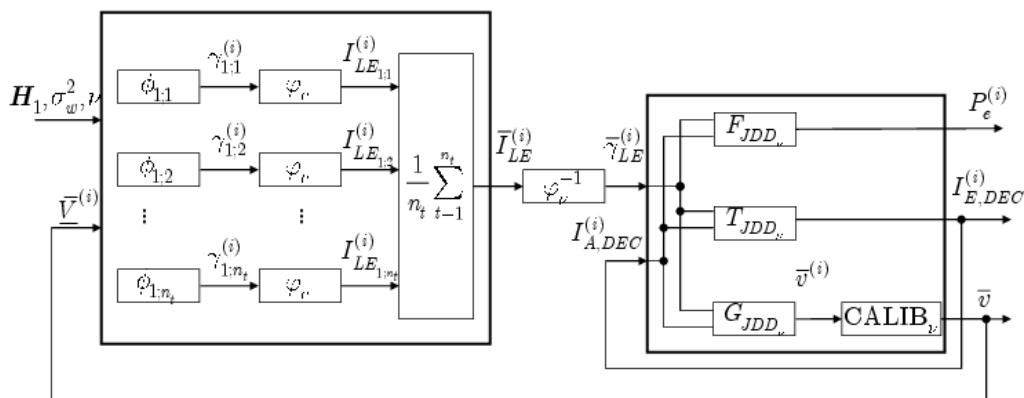 H_1, σ_w^2, ν
V̄^{(i)}
ϕ_{1;1} γ_{1;1}^{(i)} φ_ν I_{LE_{1;1}}^{(i)}
ϕ_{1;2} γ_{1;2}^{(i)} φ_ν I_{LE_{1;2}}^{(i)}
⋮ ⋮
ϕ_{1;n_t} γ_{1;n_t}^{(i)} φ_ν I_{LE_{1;n_t}}^{(i)}
1/n_t ∑_{t=1}^{n_t}
Ī_{LE}^{(i)}
φ_ν^{-1}
γ̄_{LE}^{(i)}
I_{A,DEC}^{(i)}
F_{JDD_ν} P_e^{(i)}
T_{JDD_ν} I_{E,DEC}^{(i)}
G_{JDD_ν} v̄^{(i)} CALIB_ν v̄